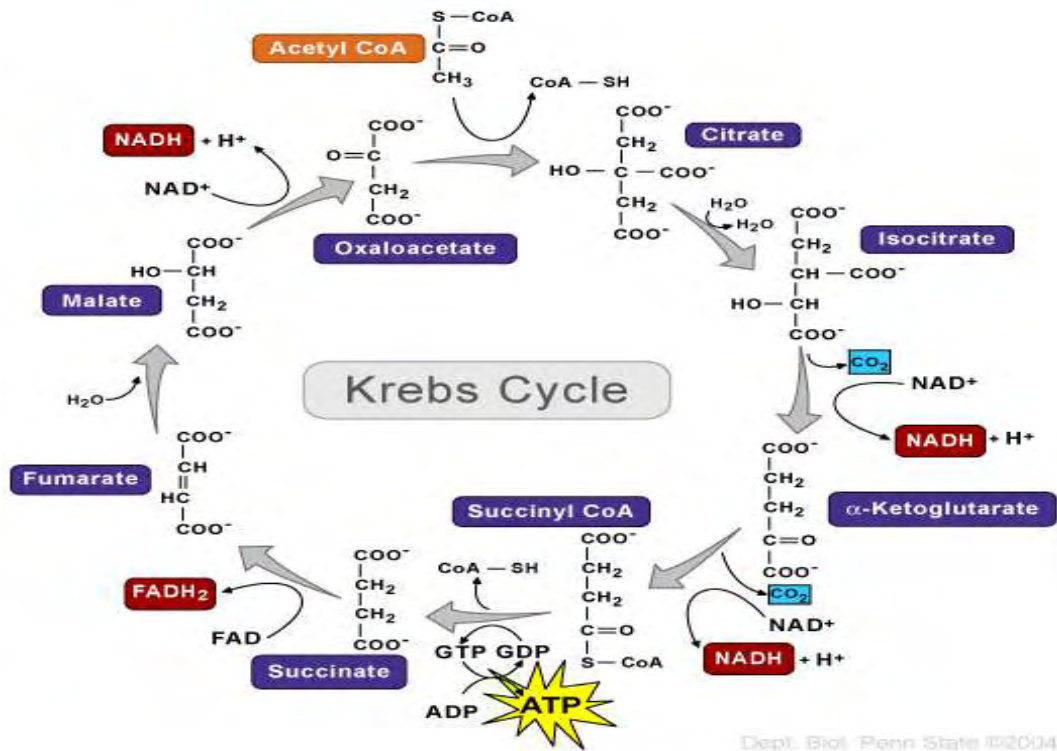 S — CoA
Acetyl CoA
C=O
CH₃
CoA — SH
COO⁻
CH₂
HO — C — COO⁻
CH₂
COO⁻
Citrate
H₂O
H₂O
COO⁻
CH₂
CH — COO⁻
HO — CH
COO⁻
Isocitrate
CO₂
NAD⁺
NADH + H⁺
COO⁻
CH₂
CH₂
C=O
COO⁻
α-Ketoglutarate
CO₂
NAD⁺
NADH + H⁺
Succinyl CoA
COO⁻
CH₂
CH₂
C=O
S — CoA
CoA — SH
GTP GDP
ADP
ATP
COO⁻
CH₂
CH₂
COO⁻
Succinate
FADH₂
FAD
COO⁻
CH
HC
COO⁻
Fumarate
H₂O
COO⁻
HO — CH
CH₂
COO⁻
Malate
NADH + H⁺
NAD⁺
COO⁻
O=C
CH₂
COO⁻
Oxaloacetate
Krebs Cycle
Dept. Biol. Penn State ©2004